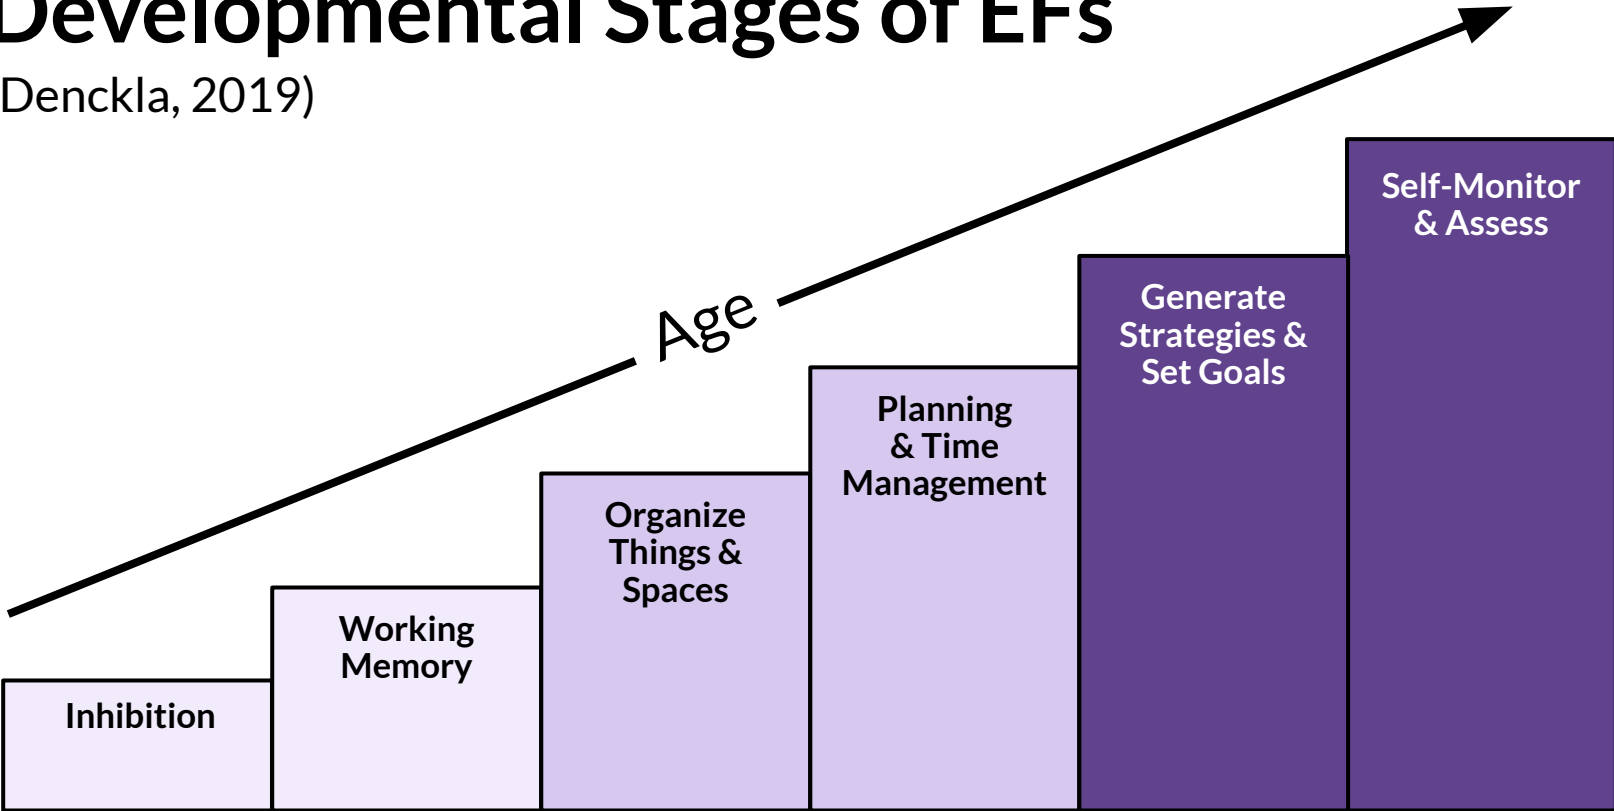 Developmental Stages of EFs
Denckla, 2019)
Age
Self-Monitor
& Assess
Generate
Strategies &
Set Goals
Planning
& Time
Management
Organize
Things &
Spaces
Working
Memory
Inhibition